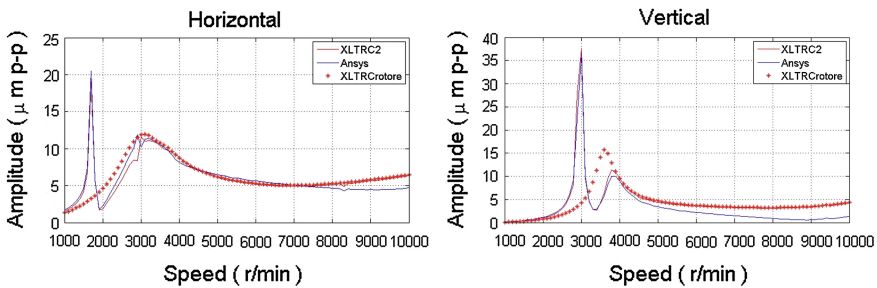 Horizontal
Amplitude ( μ m p-p)
25
20
15
10
5
0
XLTRC2
Ansys
XLTRCrotore
1000 2000 3000 4000 5000 6000 7000 8000 9000 10000
Speed ( r/min )
Vertical
Amplitude ( μ m p-p)
40
35
30
25
20
15
10
5
0
XLTRC2
Ansys
XLTRCrotore
1000 2000 3000 4000 5000 6000 7000 8000 9000 10000
Speed ( r/min )